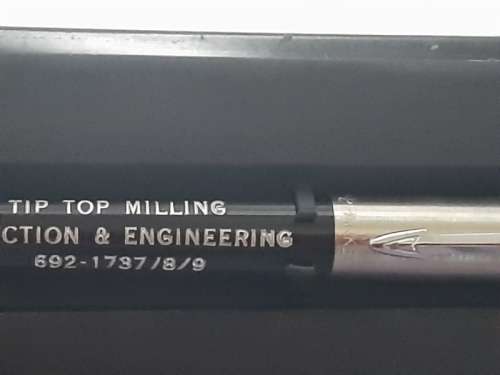 TIP TOP MILLING
CTION & ENGINEERING
692-1737/8/9